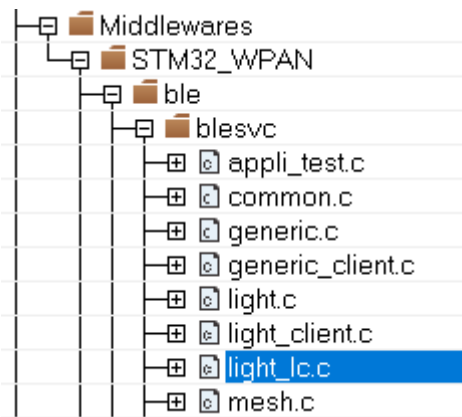 Middlewares
STM32_WPAN
ble
blesvc
appli_test.c
common.c
generic.c
generic_client.c
light.c
light_client.c
light_lc.c
mesh.c